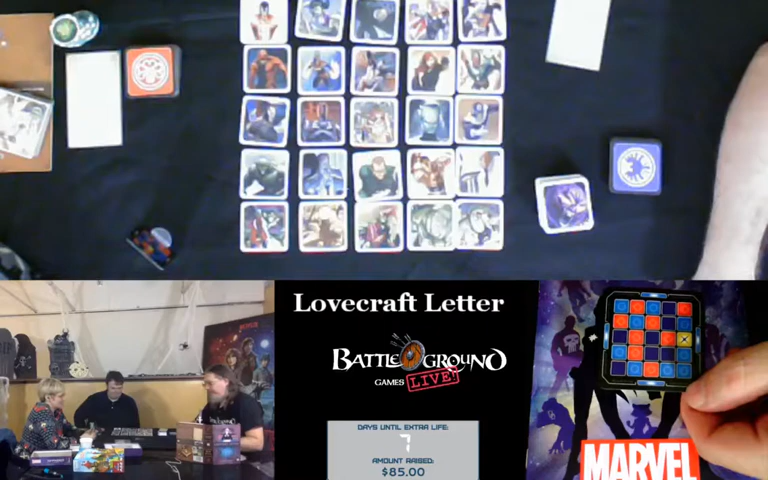 Lovecraft Letter
BATTLEGROUND
GAMES LIVE!
DAYS UNTIL EXTRA LIFE:
7
AMOUNT RAISED:
$85.00
MARVEL